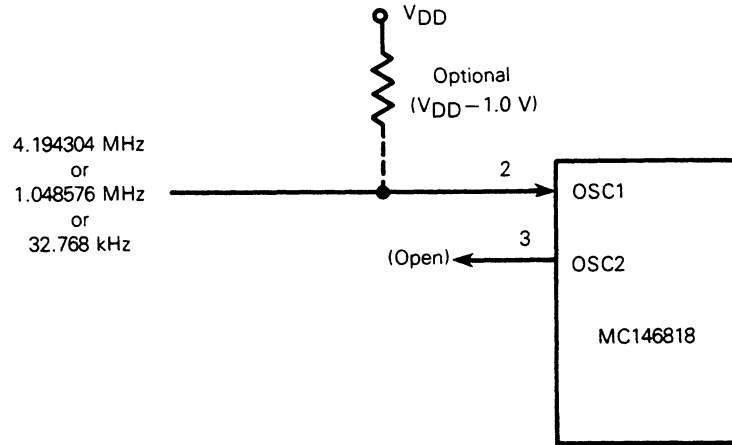 VDD
Optional
(VDD−1.0 V)
4.194304 MHz
or
1.048576 MHz
or
32.768 kHz
2
OSC1
3
(Open)
OSC2
MC146818